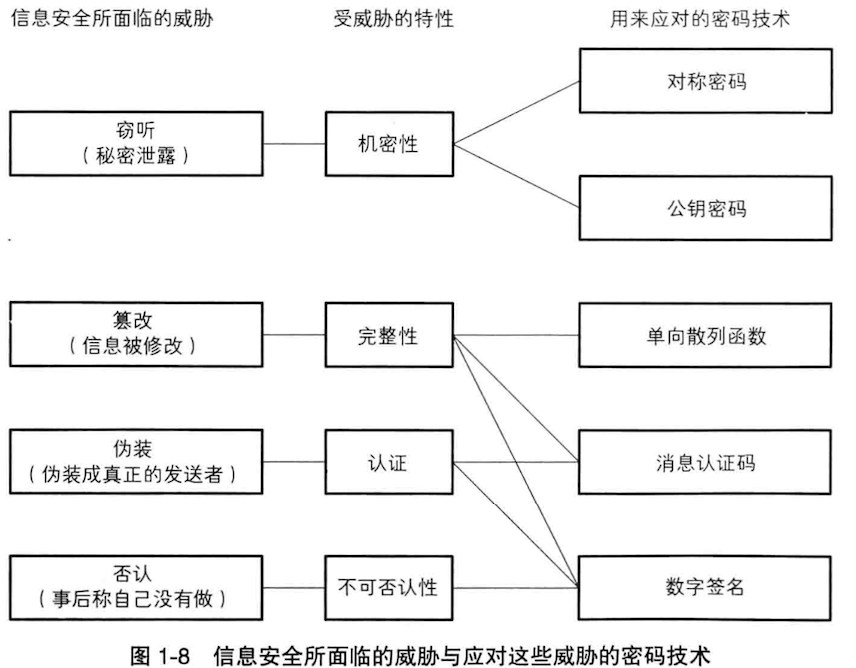 信息安全所面临的威胁 受威胁的特性 用来应对的密码技术
对称密码
窃听
（秘密泄露）
机密性
公钥密码
篡改
（信息被修改）
完整性
单向散列函数
伪装
（伪装成真正的发送者）
认证
消息认证码
否认
（事后称自己没有做）
不可否认性
数字签名
图 1-8 信息安全所面临的威胁与应对这些威胁的密码技术